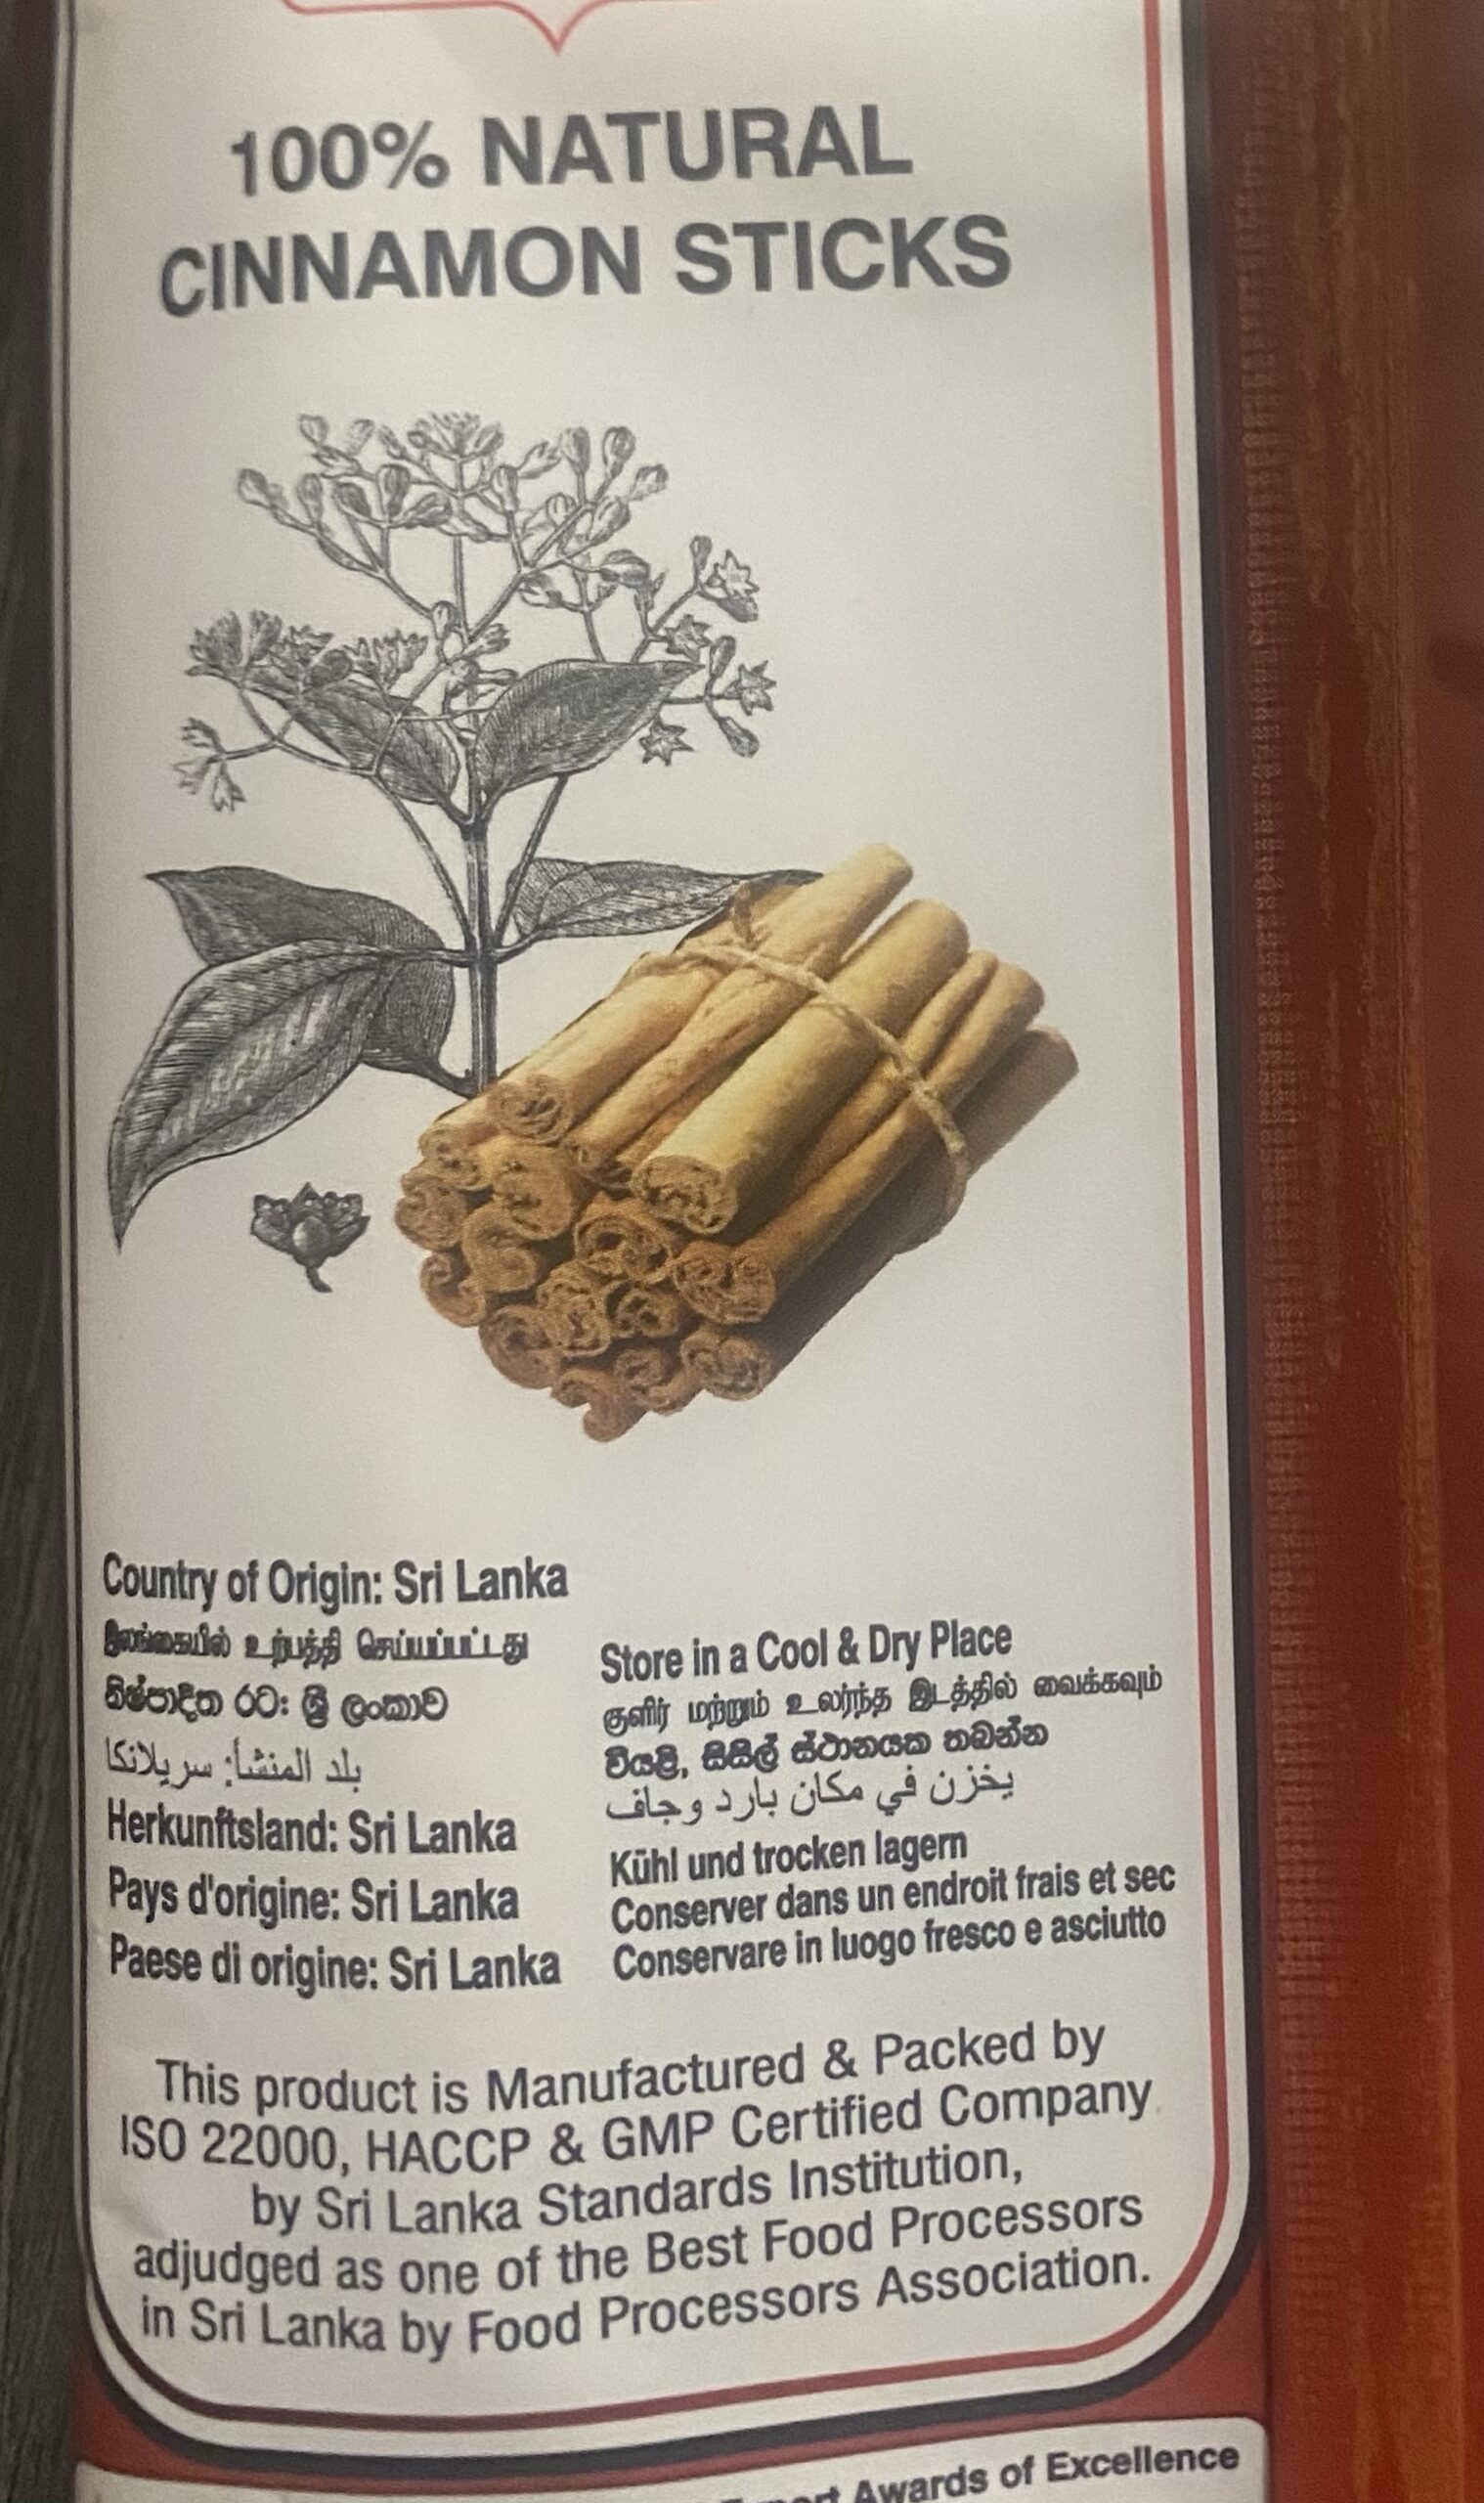 100% NATURAL
CINNAMON STICKS
Country of Origin: Sri Lanka
இலங்கையில் உற்பத்தி செய்யப்பட்டது
නිෂ්පාදිත රට: ශ්‍රී ලංකාව
بلد المنشأ: سريلانكا
Herkunftsland: Sri Lanka
Pays d'origine: Sri Lanka
Paese di origine: Sri Lanka
Store in a Cool & Dry Place
குளிர் மற்றும் உலர்ந்த இடத்தில் வைக்கவும்
වියළි, සිසිල් ස්ථානයක තබන්න
يخزن في مكان بارد وجاف
Kühl und trocken lagern
Conserver dans un endroit frais et sec
Conservare in luogo fresco e asciutto
This product is Manufactured & Packed by
ISO 22000, HACCP & GMP Certified Company
by Sri Lanka Standards Institution,
adjudged as one of the Best Food Processors
in Sri Lanka by Food Processors Association.
Awards of Excellence